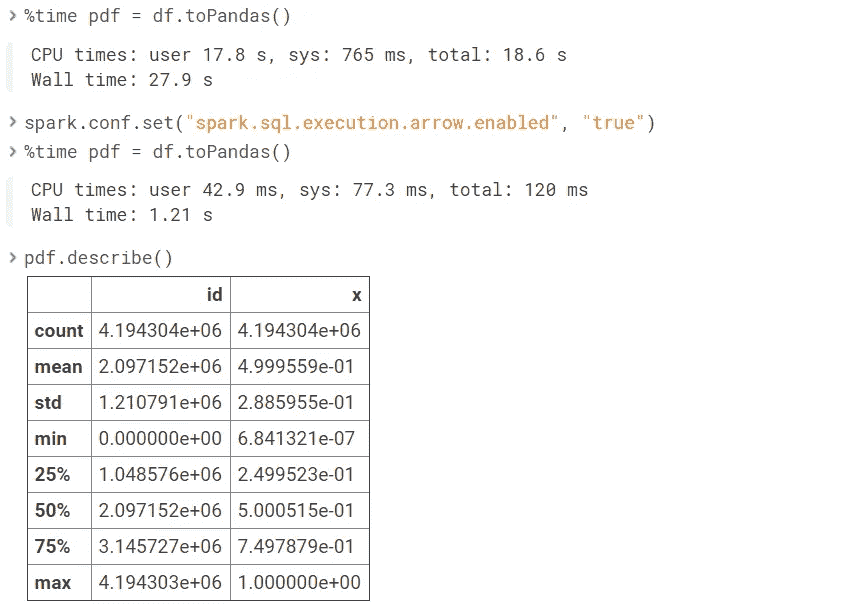 > %time pdf = df.toPandas()
CPU times: user 17.8 s, sys: 765 ms, total: 18.6 s
Wall time: 27.9 s
> spark.conf.set("spark.sql.execution.arrow.enabled", "true")
> %time pdf = df.toPandas()
CPU times: user 42.9 ms, sys: 77.3 ms, total: 120 ms
Wall time: 1.21 s
> pdf.describe()
id x
count 4.194304e+06 4.194304e+06
mean 2.097152e+06 4.999559e-01
std 1.210791e+06 2.885955e-01
min 0.000000e+00 6.841321e-07
25% 1.048576e+06 2.499523e-01
50% 2.097152e+06 5.000515e-01
75% 3.145727e+06 7.497879e-01
max 4.194303e+06 1.000000e+00